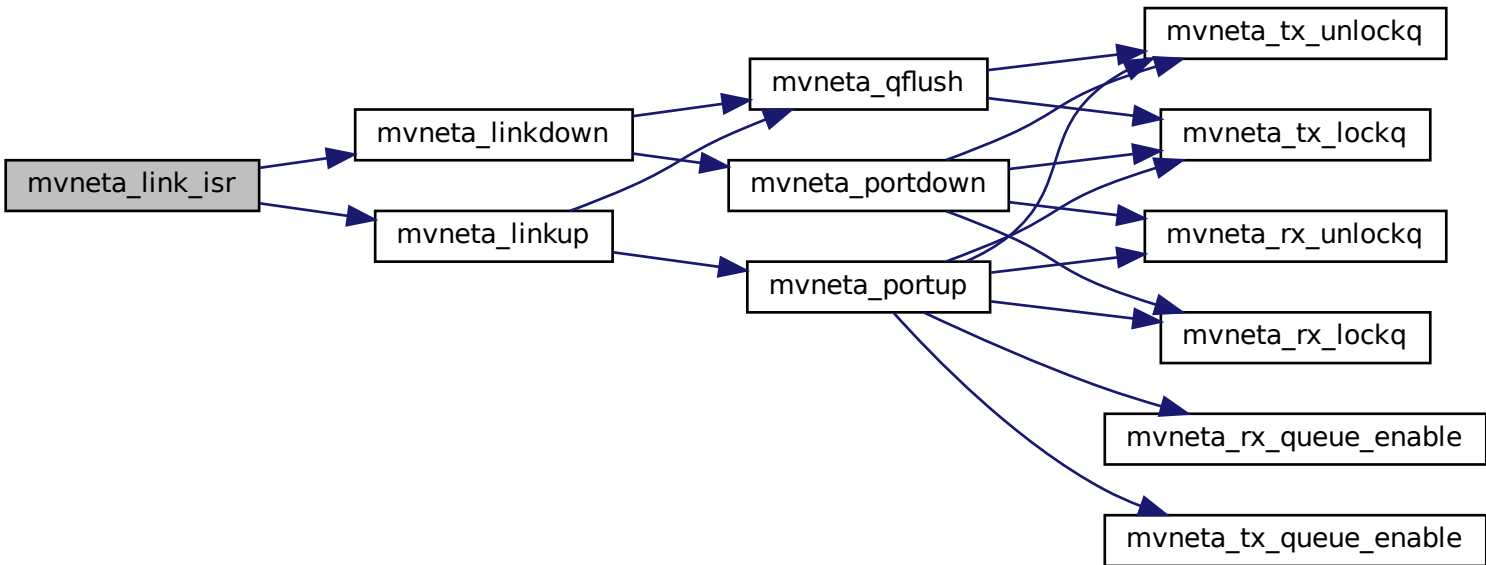 mvneta_link_isr
mvneta_linkdown
mvneta_linkup
mvneta_qflush
mvneta_portdown
mvneta_portup
mvneta_tx_unlockq
mvneta_tx_lockq
mvneta_rx_unlockq
mvneta_rx_lockq
mvneta_rx_queue_enable
mvneta_tx_queue_enable